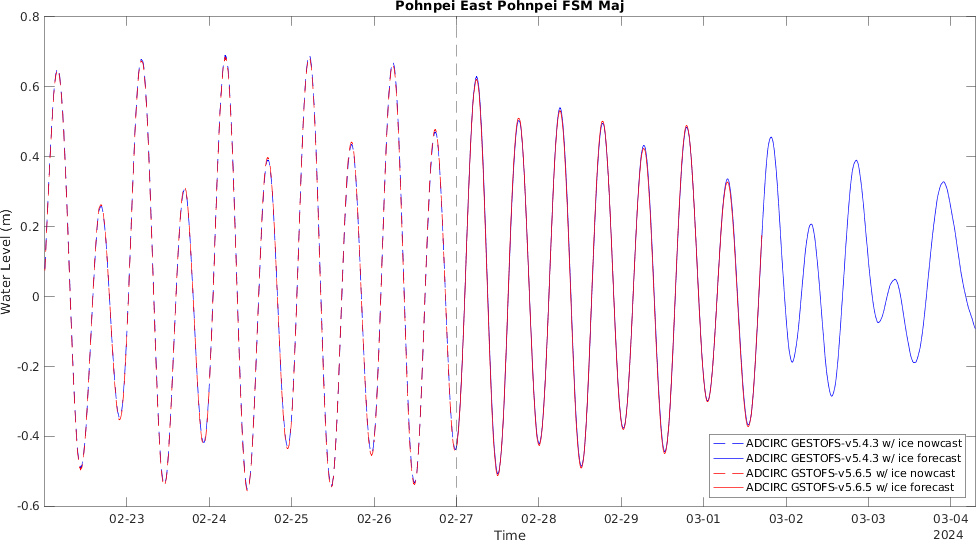 Pohnpei East Pohnpei FSM Maj
0.8
0.6
0.4
0.2
0
-0.2
-0.4
-0.6
Water Level (m)
02-23
02-24
02-25
02-26
02-27
02-28
02-29
03-01
03-02
03-03
03-04
2024
Time
ADCIRC GESTOFS-v5.4.3 w/ ice nowcast
ADCIRC GESTOFS-v5.4.3 w/ ice forecast
ADCIRC GSTOFS-v5.6.5 w/ ice nowcast
ADCIRC GSTOFS-v5.6.5 w/ ice forecast